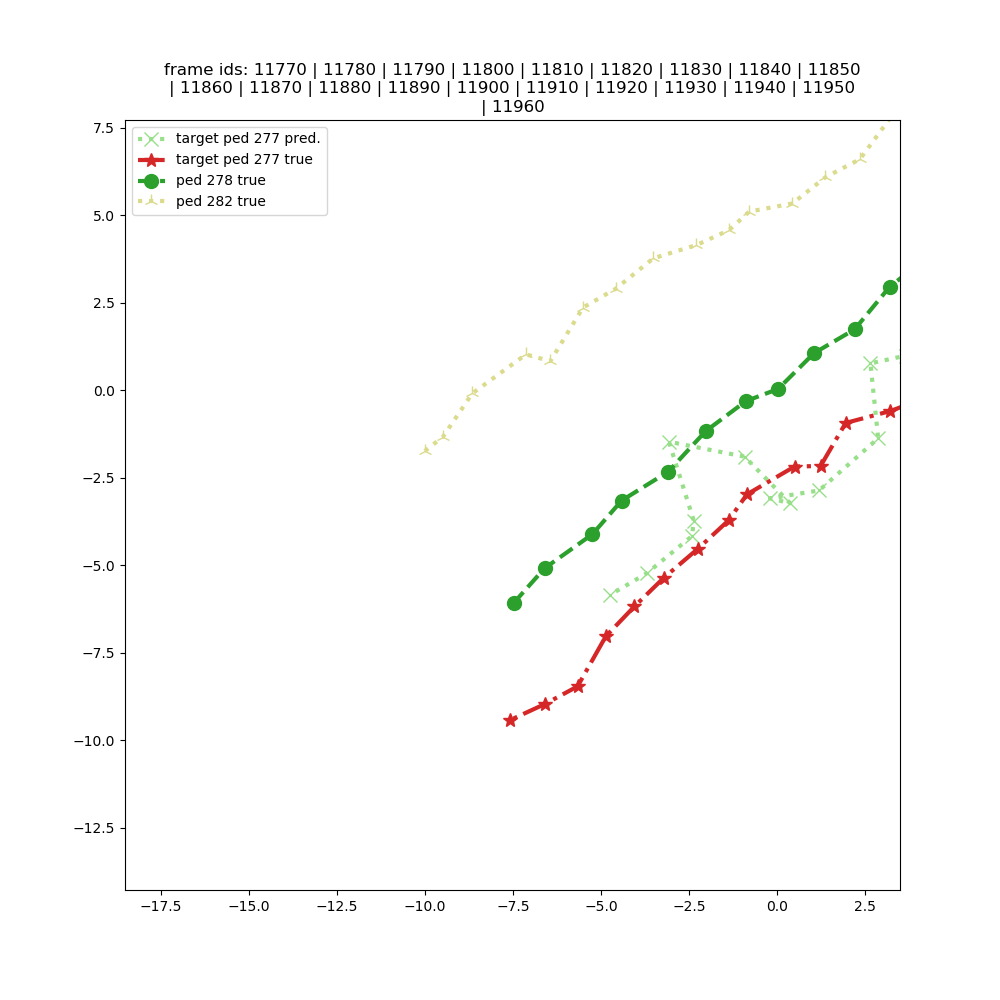 frame ids: 11770 | 11780 | 11790 | 11800 | 11810 | 11820 | 11830 | 11840 | 11850
| 11860 | 11870 | 11880 | 11890 | 11900 | 11910 | 11920 | 11930 | 11940 | 11950
| 11960
target ped 277 pred.
target ped 277 true
ped 278 true
ped 282 true
7.5
5.0
2.5
0.0
−2.5
−5.0
−7.5
−10.0
−12.5
−17.5 −15.0 −12.5 −10.0 −7.5 −5.0 −2.5 0.0 2.5